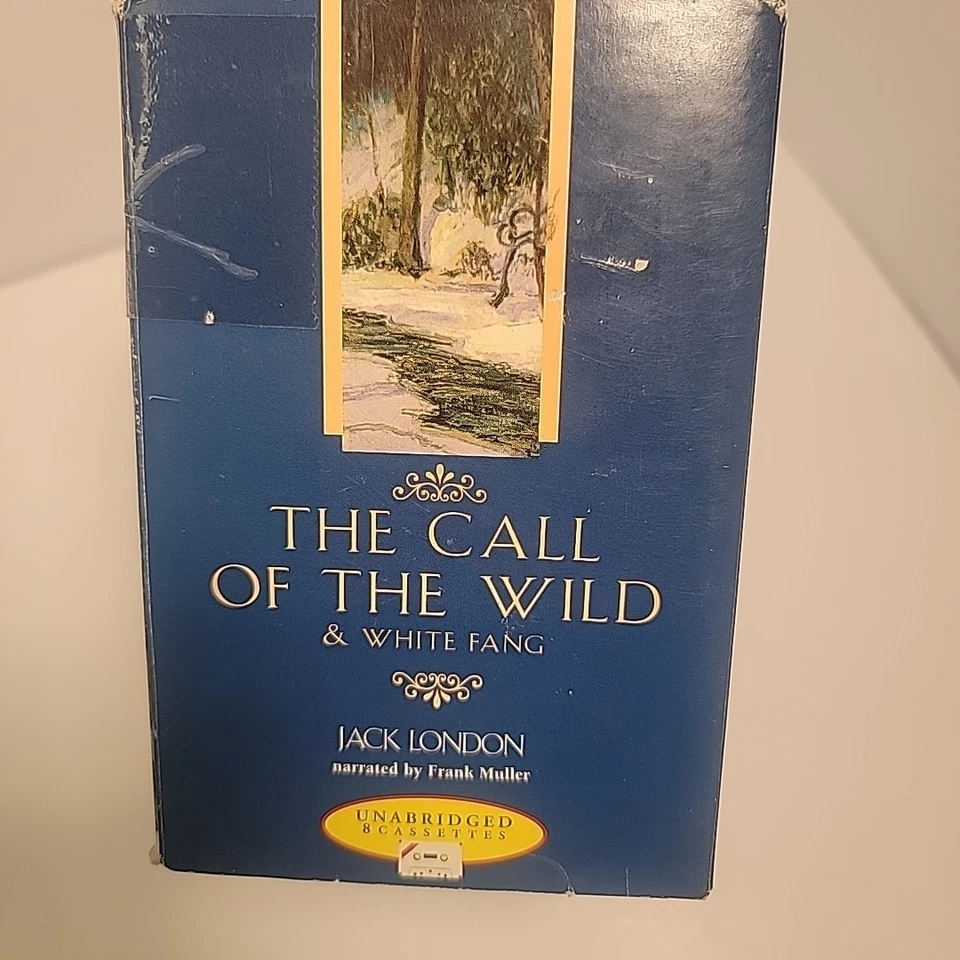 THE CALL
OF THE WILD
& WHITE FANG
JACK LONDON
narrated by Frank Muller
UNABRIDGED
8 CASSETTES